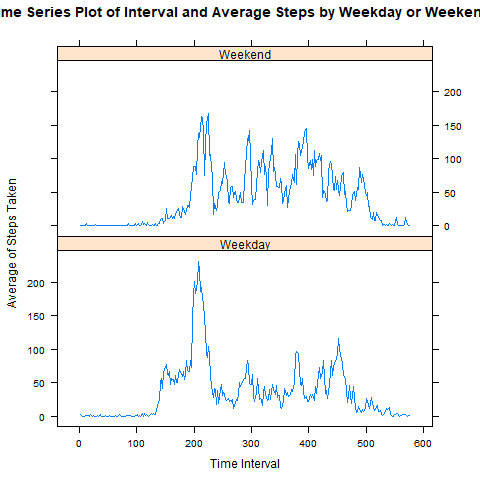 me Series Plot of Interval and Average Steps by Weekday or Weeken
Weekend
200
150
100
50
0
Weekday
200
150
100
50
0
Average of Steps Taken
0 100 200 300 400 500 600
Time Interval